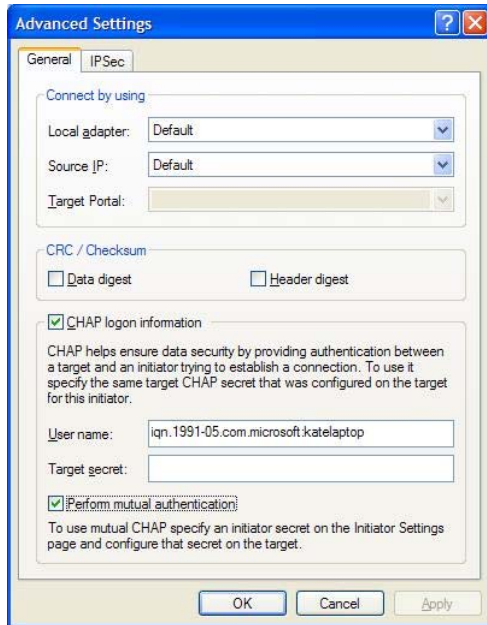 Advanced Settings
General IPSec
Connect by using
Local adapter: Default
Source IP: Default
Target Portal:
CRC / Checksum
Data digest Header digest
CHAP logon information
CHAP helps ensure data security by providing authentication between
a target and an initiator trying to establish a connection. To use it
specify the same target CHAP secret that was configured on the target
for this initiator.
User name: iqn.1991-05.com.microsoft:katelaptop
Target secret:
Perform mutual authentication
To use mutual CHAP specify an initiator secret on the Initiator Settings
page and configure that secret on the target.
OK Cancel Apply